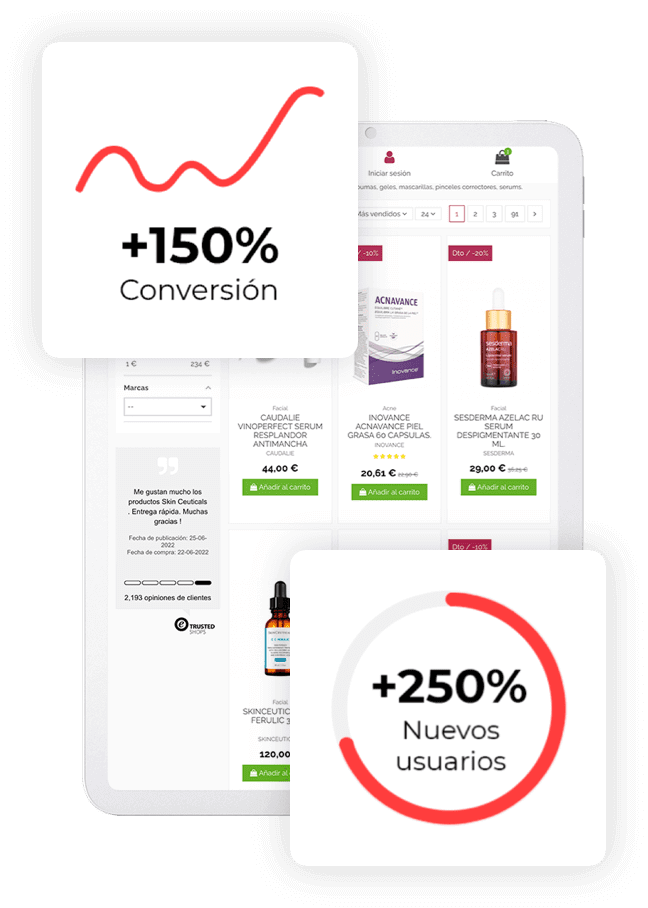 +150%
Conversión
Iniciar sesión
Carrito
geles, mascarillas, pinceles correctores, serums,
Más vendidos
24
1
2
3
91
/ -10%
Dto / -20%
1 €
234 €
Marcas
--
ACNAVANCE
inovance
sesderma
AZELAC RU
Facial
CAUDALIE
VINOPERFECT SERUM
RESPLANDOR
ANTIMANCHA
CAUDALIE
44,00 €
Añadir al carrito
Acne
INOVANCE
ACNAVANCE PIEL
GRASA 60 CAPSULAS.
INOVANCE
20,61 € 22,90 €
Añadir al carrito
Facial
SESDERMA AZELAC RU
SERUM
DESPIGMENTANTE 30
ML.
SESDERMA
29,00 € 36,25 €
Añadir al carrito
Me gustan mucho los
productos Skin Ceuticals
. Entrega rápida. Muchas
gracias !
Fecha de publicación: 25-06-
2022
Fecha de compra: 22-06-2022
2,193 opiniones de clientes
e TRUSTED
SHOPS
Facial
SKINCEUTIC
FERULIC 3
SKINCEUTIC
120,00
Añadir al
Dto / -10%
+250%
Nuevos
usuarios